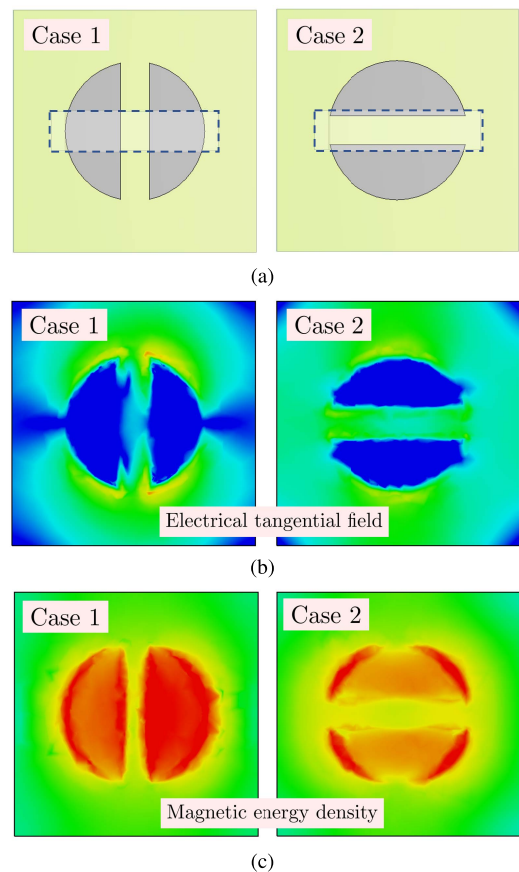 Case 1
Case 2
(a)
Case 1
Case 2
Electrical tangential field
(b)
Case 1
Case 2
Magnetic energy density
(c)